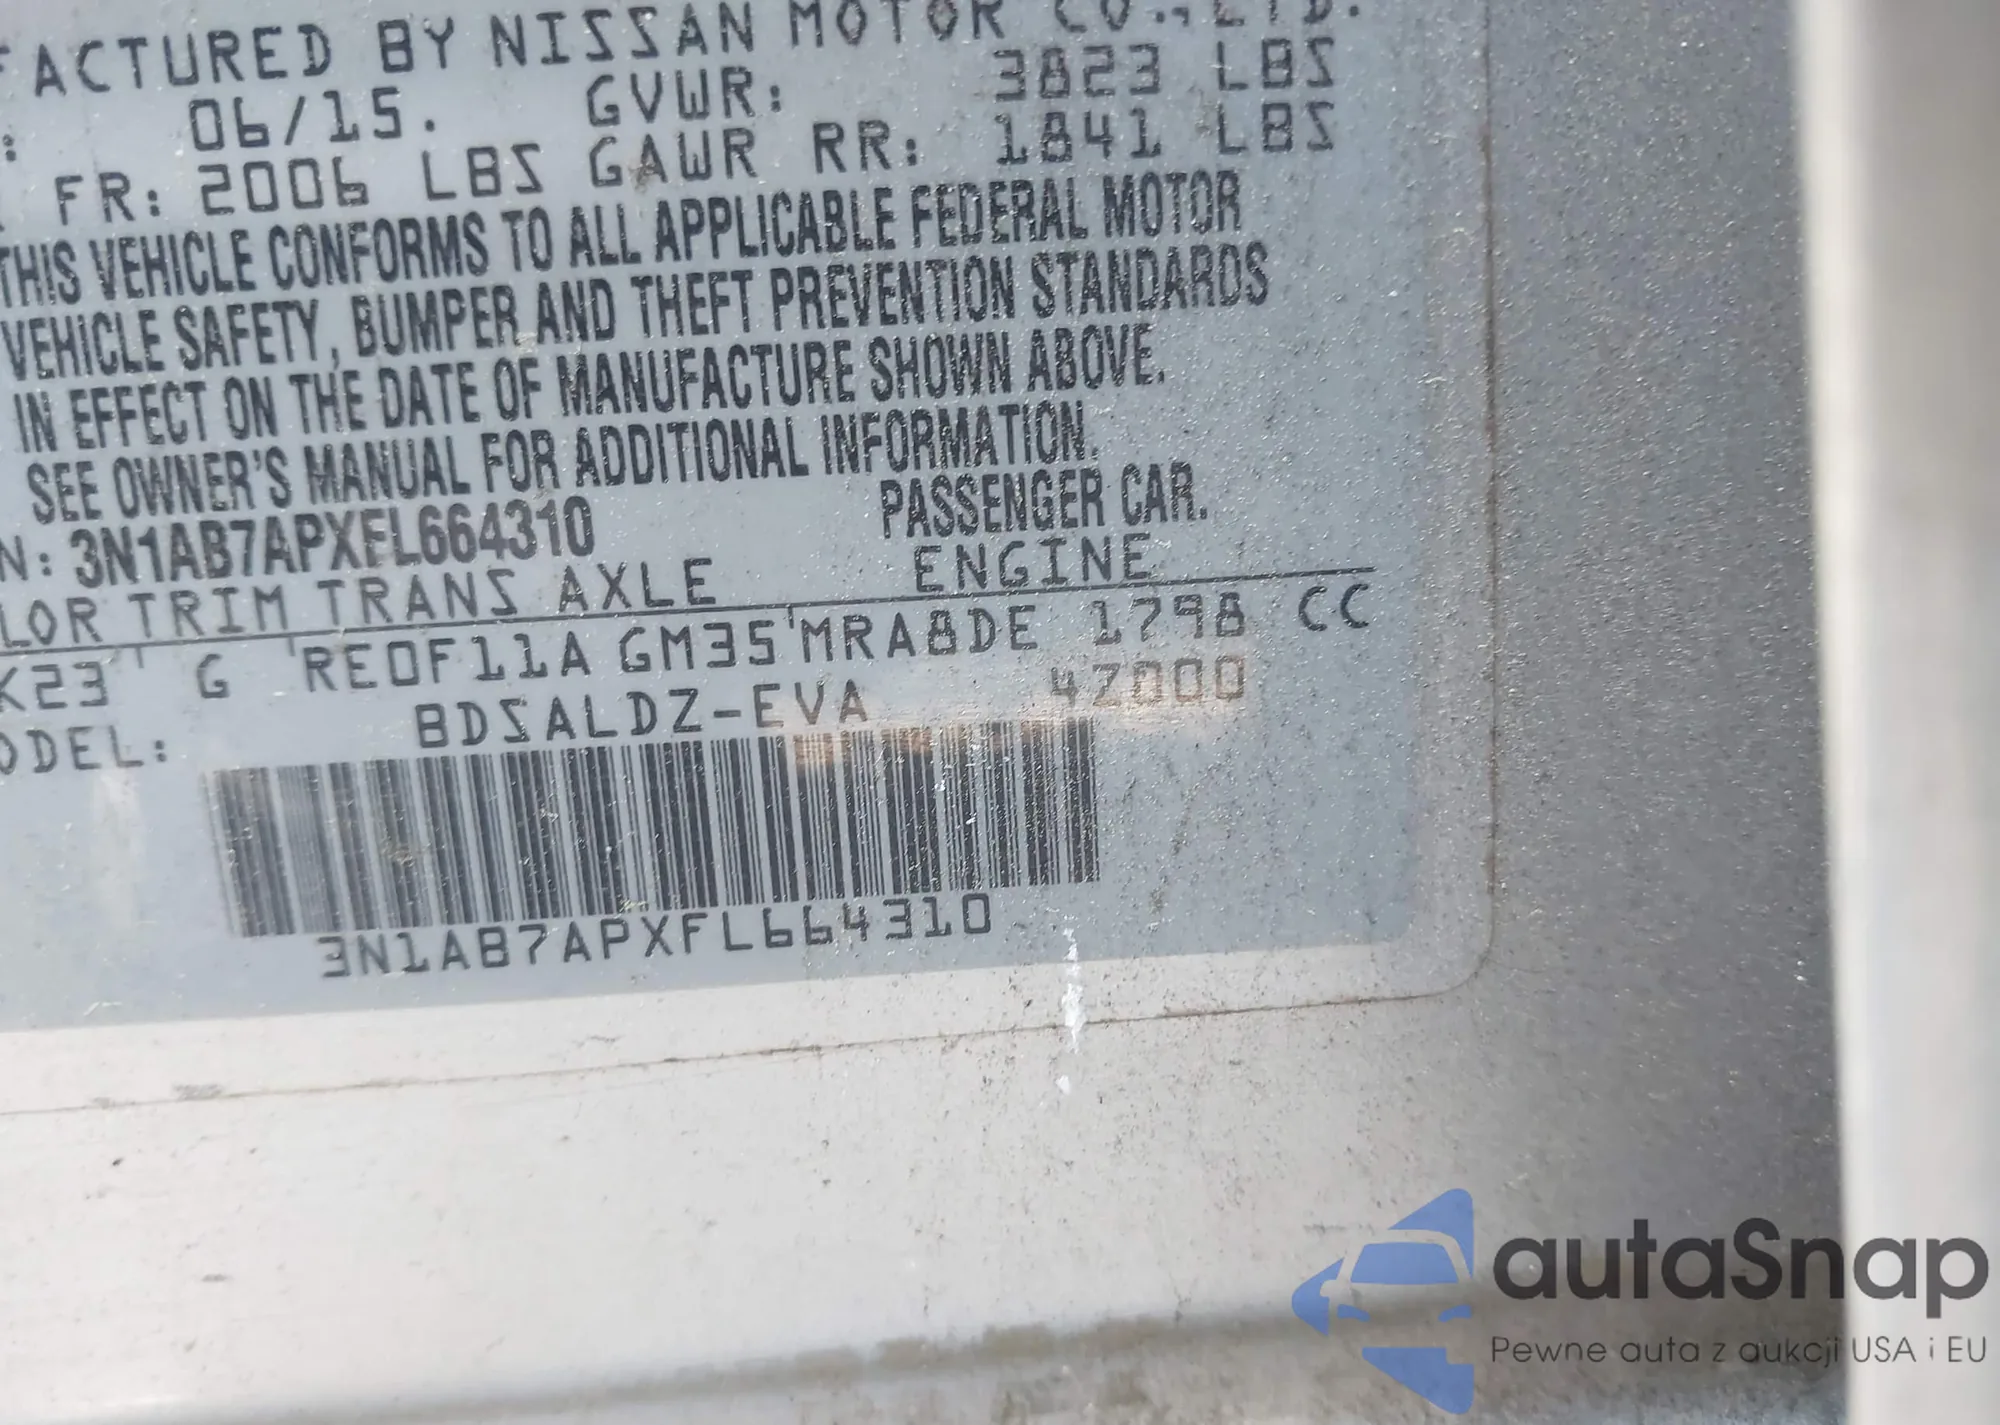 FACTURED BY NISSAN MOTOR CO., LTD.
: 06/15. GVWR: 3823 LBS
FR: 2006 LBS GAWR RR: 1841 LBS
THIS VEHICLE CONFORMS TO ALL APPLICABLE FEDERAL MOTOR
VEHICLE SAFETY, BUMPER AND THEFT PREVENTION STANDARDS
IN EFFECT ON THE DATE OF MANUFACTURE SHOWN ABOVE.
SEE OWNER'S MANUAL FOR ADDITIONAL INFORMATION.
N: 3N1AB7APXFL664310 PASSENGER CAR.
LOR TRIM TRANS AXLE ENGINE
K23 G RE0F11A GM35 MRA8DE 1798 CC
ODEL: BDSALDZ-EVA 4Z000
3N1AB7APXFL664310
autaSnap
Pewne auta z aukcji USA i EU